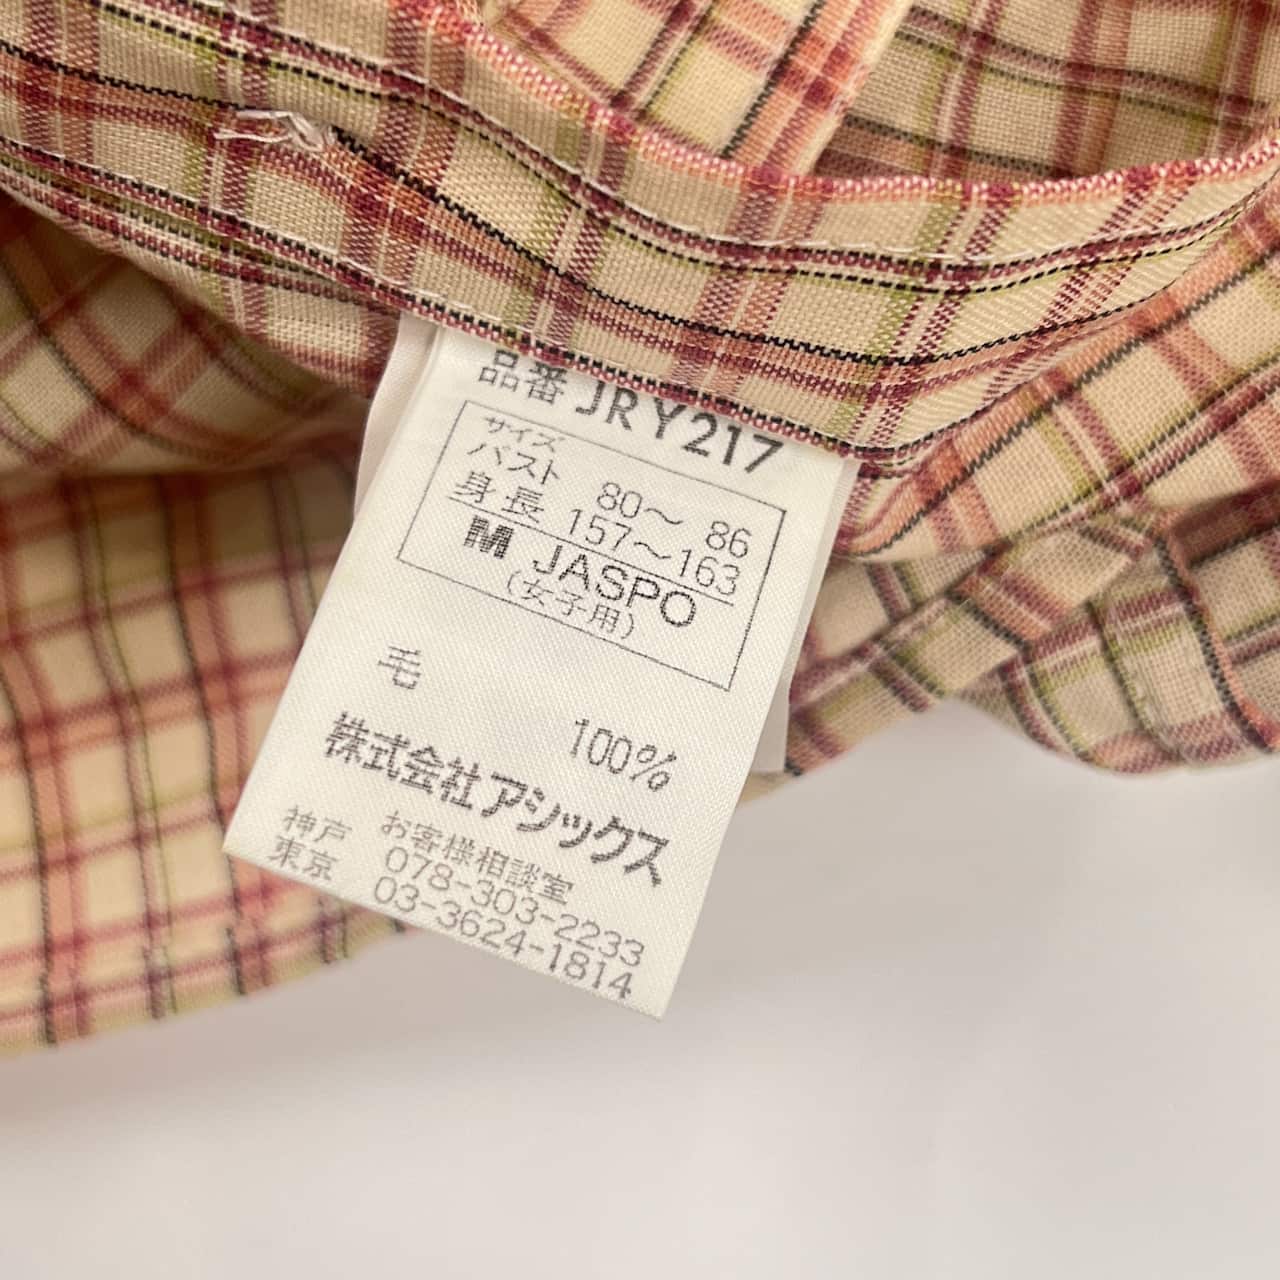 品番 JRY217
サイズ
バスト 80〜 86
身長 157〜163
M JASPO
(女子用)
毛 100%
株式会社アシックス
お客様相談室
神戸 078-303-2233
東京 03-3624-1814